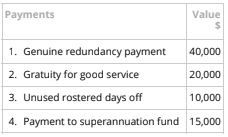 Payments Value
$
1. Genuine redundancy payment 40,000
2. Gratuity for good service 20,000
3. Unused rostered days off 10,000
4. Payment to superannuation fund 15,000